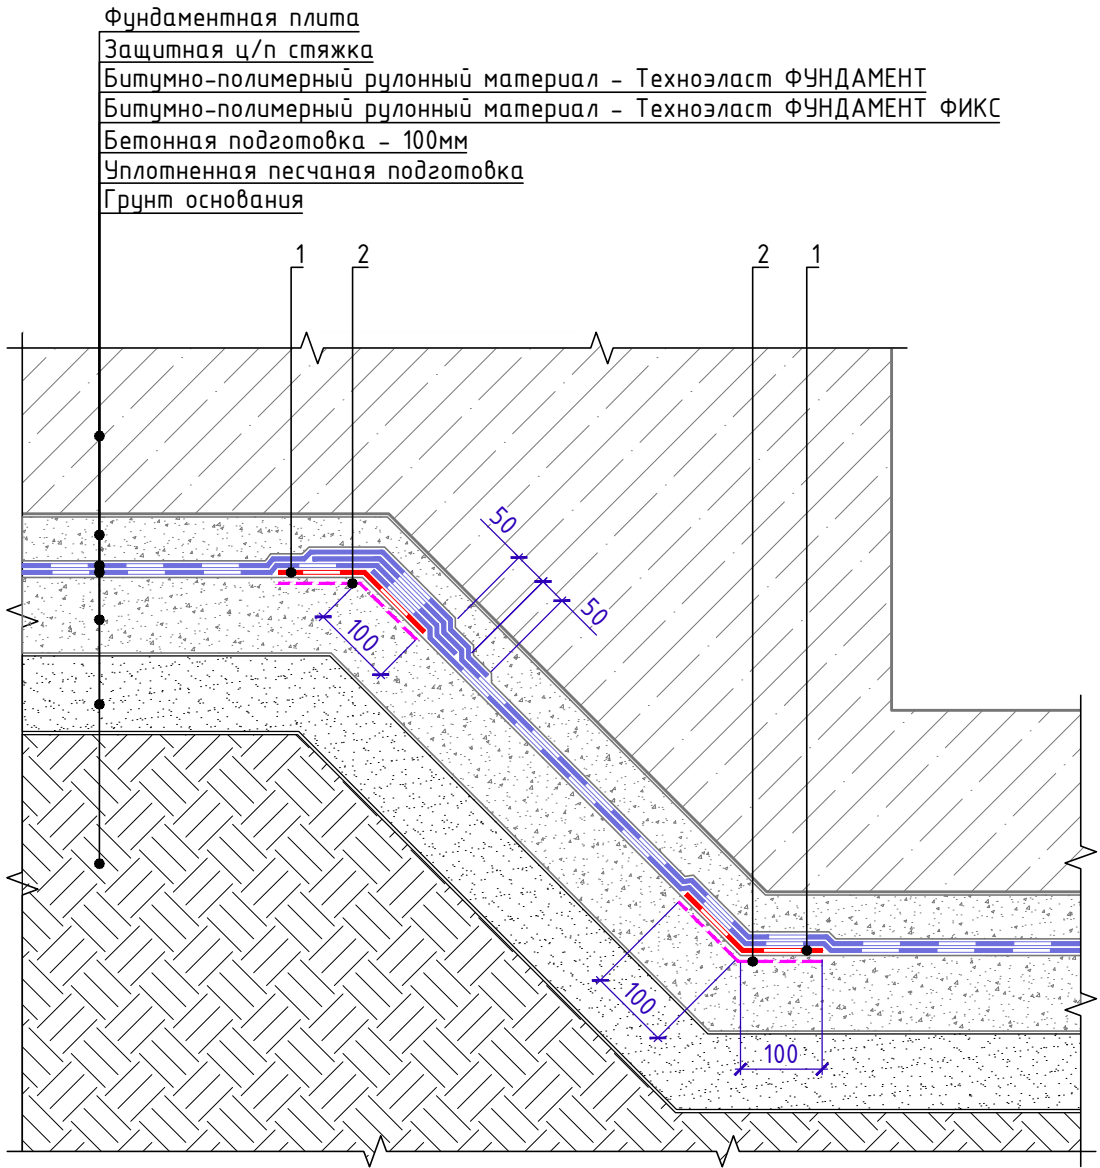 Фундаментная плита
Защитная ц/п стяжка
Битумно-полимерный рулонный материал - Техноэласт ФУНДАМЕНТ
Битумно-полимерный рулонный материал - Техноэласт ФУНДАМЕНТ ФИКС
Бетонная подготовка - 100мм
Уплотненная песчаная подготовка
Грунт основания
1 2 2 1
50
50
100
100
100